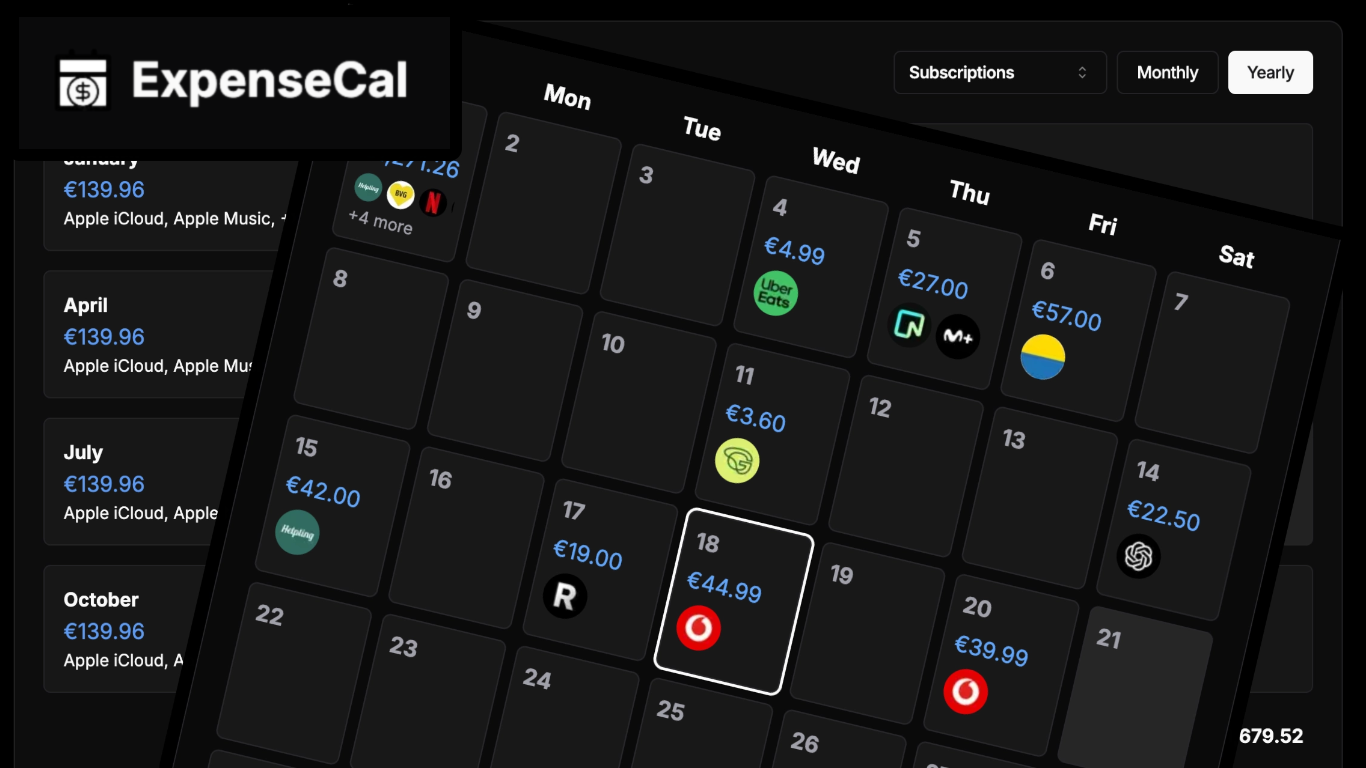 ExpenseCal
Subscriptions
Monthly
Yearly
January
€139.96
Apple iCloud, Apple Music,
April
€139.96
Apple iCloud, Apple
July
€139.96
Apple iCloud, Apple
October
€139.96
Apple iCloud,
Mon
Tue
Wed
Thu
Fri
Sat
271.26
Helpling
BVG
N
+4 more
2
3
4
€4.99
Uber
Eats
5
€27.00
N
M+
6
€57.00
7
8
9
10
11
€3.60
12
13
14
€22.50
15
€42.00
Helpling
16
17
€19.00
R
18
€44.99
19
20
€39.99
21
22
23
24
25
26
679.52